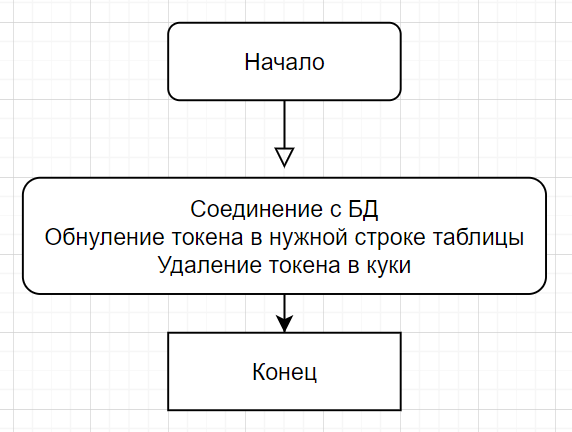 Начало
Соединение с БД
Обнуление токена в нужной строке таблицы
Удаление токена в куки
Конец